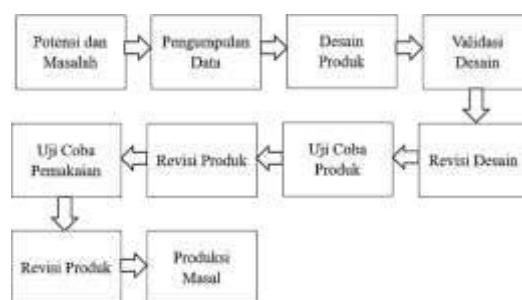 Potensi dan
Masalah
Pengumpulan
Data
Desain
Produk
Validasi
Desain
Revisi Desain
Uji Coba
Produk
Revisi Produk
Uji Coba
Pemakaian
Revisi Produk
Produksi
Masal